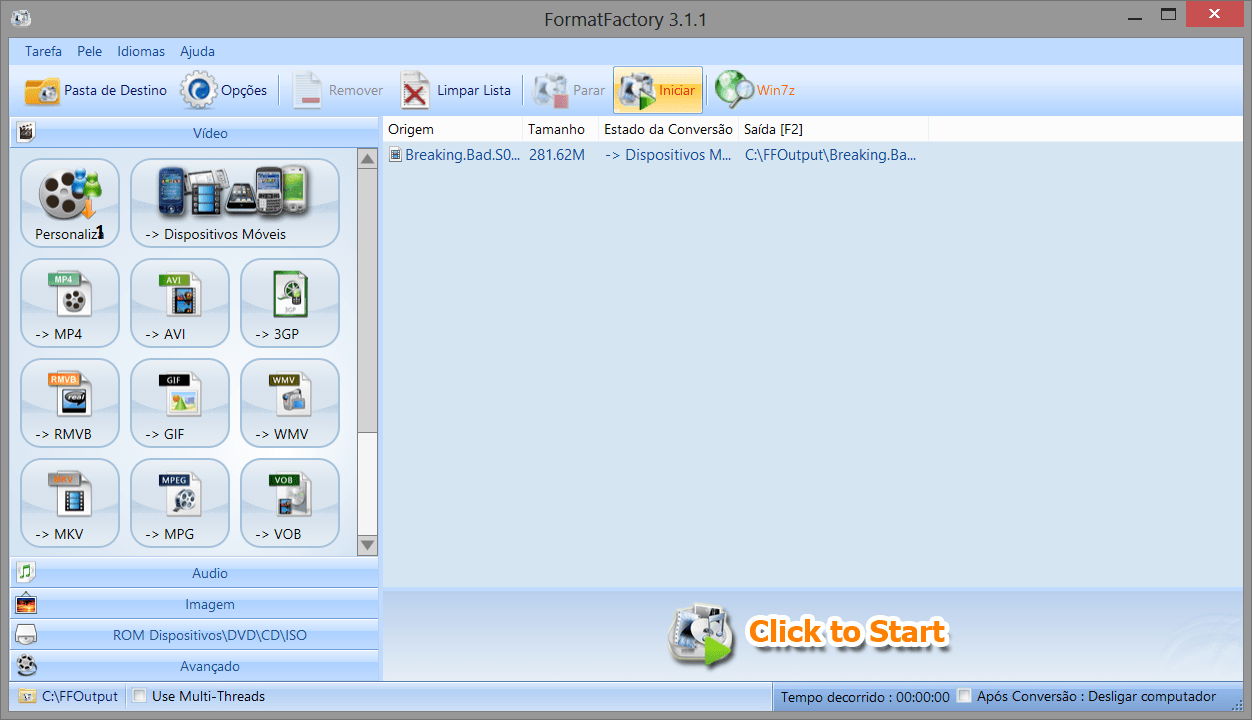 FormatFactory 3.1.1
Tarefa Pele Idiomas Ajuda
Pasta de Destino Opções Remover Limpar Lista Parar Iniciar Win7z
Vídeo
Origem Tamanho Estado da Conversão Saída [F2]
Breaking.Bad.S0... 281.62M -> Dispositivos M... C:\FFOutput\Breaking.Ba...
Personaliz 1 -> Dispositivos Móveis
MP4 AVI 3GP
-> MP4 -> AVI -> 3GP
RMVB real GIF WMV
-> RMVB -> GIF -> WMV
MKV MPEG VOB
-> MKV -> MPG -> VOB
Audio
Imagem
ROM Dispositivos\DVD\CD\ISO
Avançado
Click to Start
C:\FFOutput Use Multi-Threads Tempo decorrido : 00:00:00 Após Conversão : Desligar computador